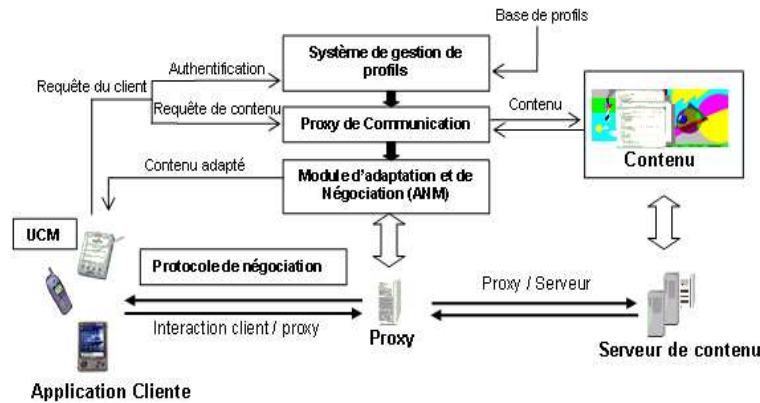 Base de profils
Système de gestion de
profils
Authentification
Requête du client
Requête de contenu
Proxy de Communication
Contenu
Contenu
Contenu adapté
Module d'adaptation et de
Négociation (ANM)
UCM
Protocole de négociation
Proxy / Serveur
Interaction client / proxy
Proxy
Serveur de contenu
Application Cliente